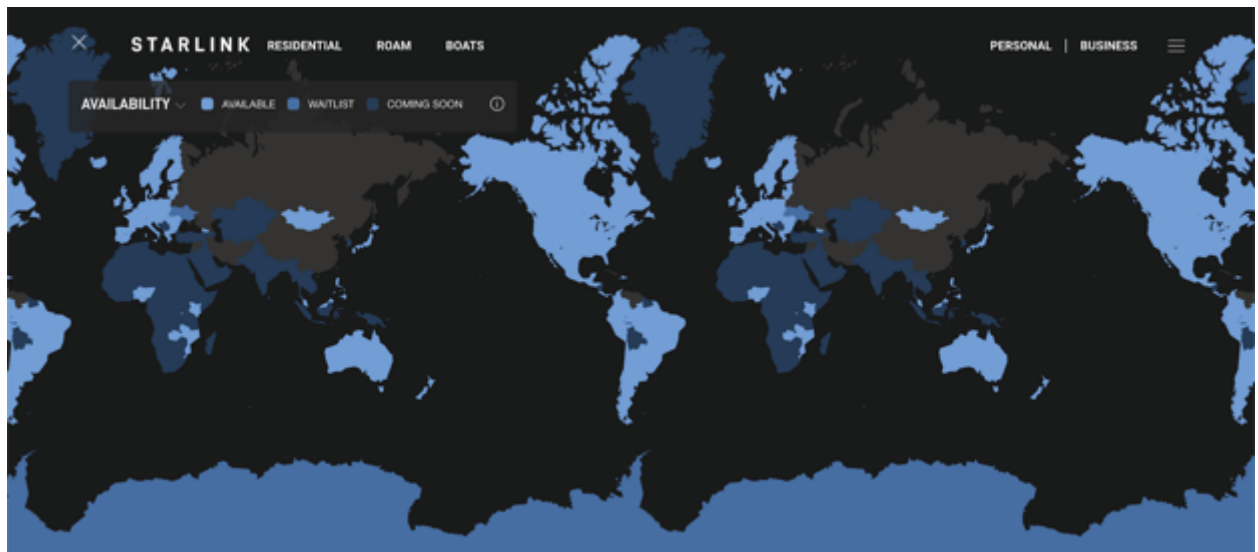 STARLINK RESIDENTIAL ROAM BOATS PERSONAL | BUSINESS
AVAILABILITY AVAILABLE WAITLIST COMING SOON